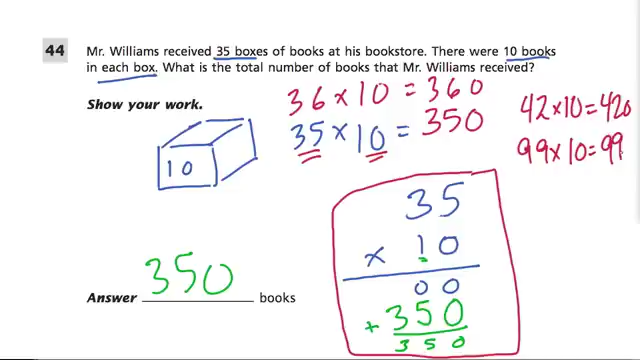 44 Mr. Williams received 35 boxes of books at his bookstore. There were 10 books
in each box. What is the total number of books that Mr. Williams received?
Show your work.
36 × 10 = 360
35 × 10 = 350
42 × 10 = 420
99 × 10 = 99
10
35
× 10
00
+ 350
350
350
Answer books